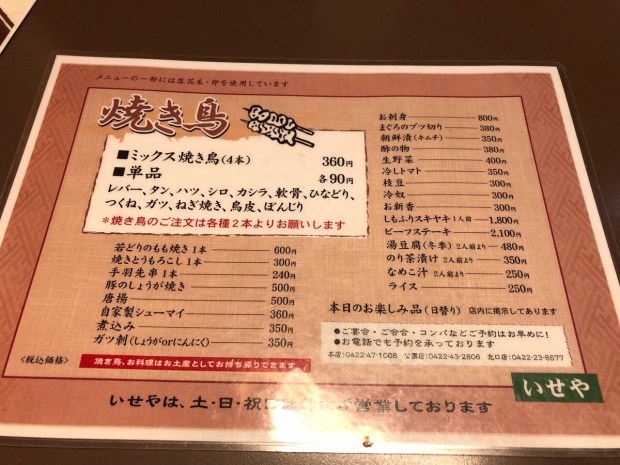 メニューの一部には落花生・卵を使用しています
焼き鳥
■ミックス焼き鳥(4本) 360円
■単品 各90円
レバー、タン、ハツ、シロ、カシラ、軟骨、ひなどり、
つくね、ガツ、ねぎ焼き、鳥皮、ぼんじり
*焼き鳥のご注文は各種2本よりお願いします
若どりのもも焼き1本 600円
焼きとうもろこし1本 300円
手羽先串1本 240円
豚のしょうが焼き 500円
唐揚 500円
自家製シューマイ 360円
煮込み 350円
ガツ刺(しょうがorにんにく) 350円
<税込価格>
焼き鳥、お料理はお土産としてお持ち帰りできます
お刺身 800円
まぐろのブツ切り 380円
朝鮮漬(キムチ) 350円
酢の物 380円
生野菜 400円
冷しトマト 350円
枝豆 300円
冷奴 300円
お新香 300円
しもふりスキヤキ1人前 1,800円
ビーフステーキ 2,100円
湯豆腐(冬季)2人前より 480円
のり茶漬け2人前より 350円
なめこ汁2人前より 250円
ライス 250円
本日のお楽しみ品(日替り) 店内に掲示してあります
●ご宴会・ご会合・コンパなどご予約はお早めに!
●お電話でも予約を承っております
本店:0422-47-1008 公園店:0422-43-2806 北口店:0422-23-8577
いせや
いせやは、土・日・祝日 営業しております